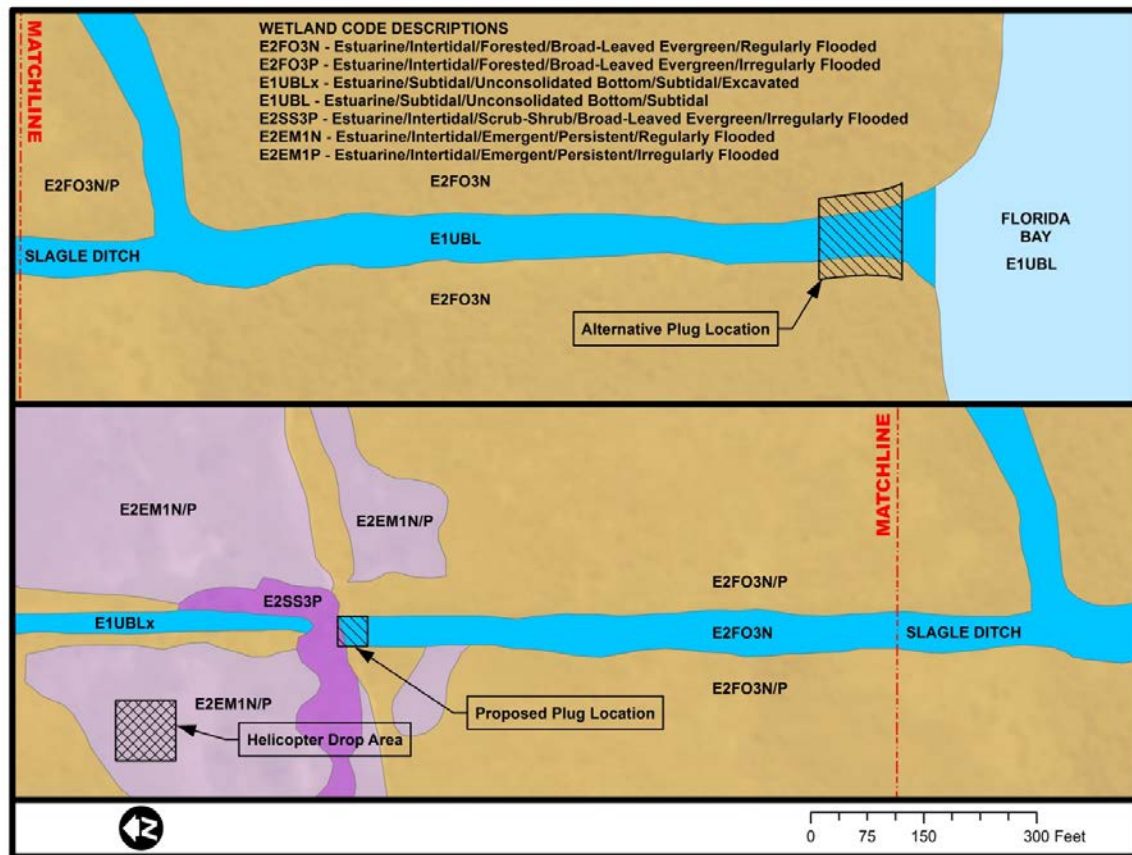 WETLAND CODE DESCRIPTIONS
E2FO3N - Estuarine/Intertidal/Forested/Broad-Leaved Evergreen/Regularly Flooded
E2FO3P - Estuarine/Intertidal/Forested/Broad-Leaved Evergreen/Irregularly Flooded
E1UBLx - Estuarine/Subtidal/Unconsolidated Bottom/Subtidal/Excavated
E1UBL - Estuarine/Subtidal/Unconsolidated Bottom/Subtidal
E2SS3P - Estuarine/Intertidal/Scrub-Shrub/Broad-Leaved Evergreen/Irregularly Flooded
E2EM1N - Estuarine/Intertidal/Emergent/Persistent/Regularly Flooded
E2EM1P - Estuarine/Intertidal/Emergent/Persistent/Irregularly Flooded
MATCHLINE
E2FO3N/P
E2FO3N
SLAGLE DITCH
E1UBL
FLORIDA
BAY
E1UBL
E2FO3N
Alternative Plug Location
MATCHLINE
E2EM1N/P
E2EM1N/P
E2FO3N/P
E2SS3P
E1UBLx
E2FO3N
SLAGLE DITCH
E2FO3N/P
E2EM1N/P
Proposed Plug Location
Helicopter Drop Area
N
0 75 150 300 Feet